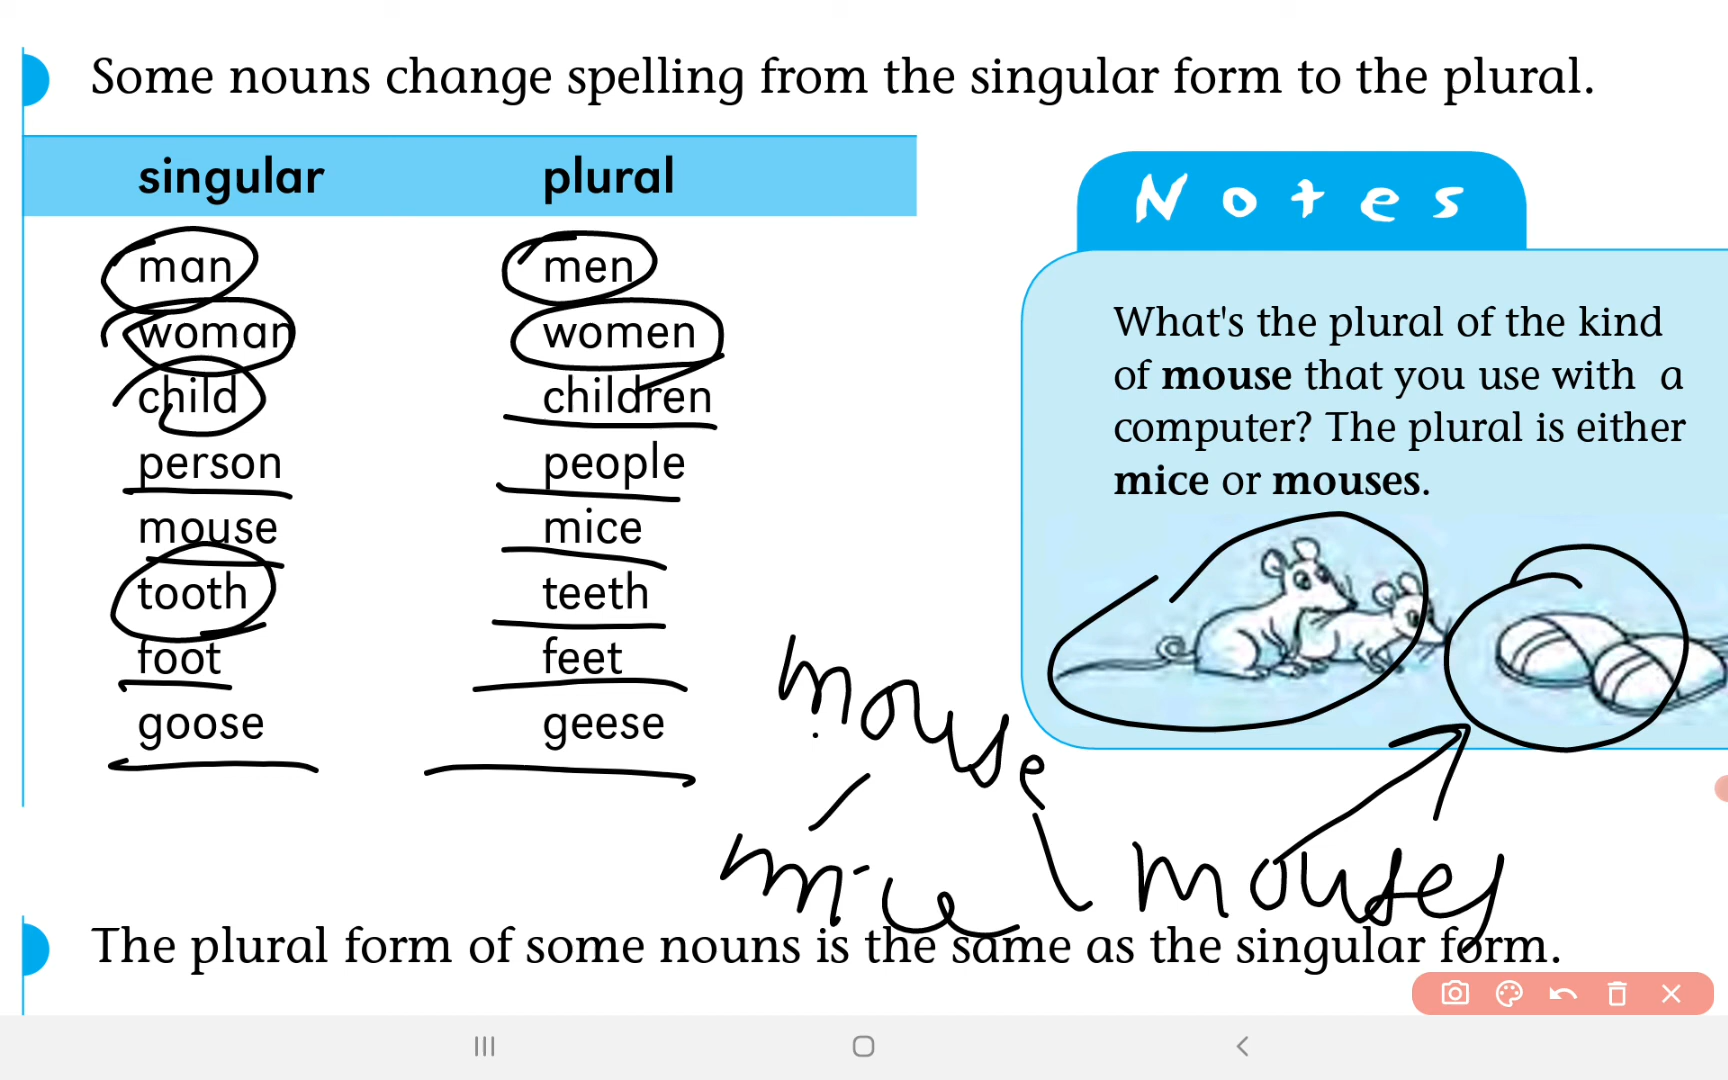 Some nouns change spelling from the singular form to the plural.
singular plural
man men
woman women
child children
person people
mouse mice
tooth teeth
foot feet
goose geese
Notes
What's the plural of the kind
of mouse that you use with a
computer? The plural is either
mice or mouses.
mouse
mice
mouses
The plural form of some nouns is the same as the singular form.